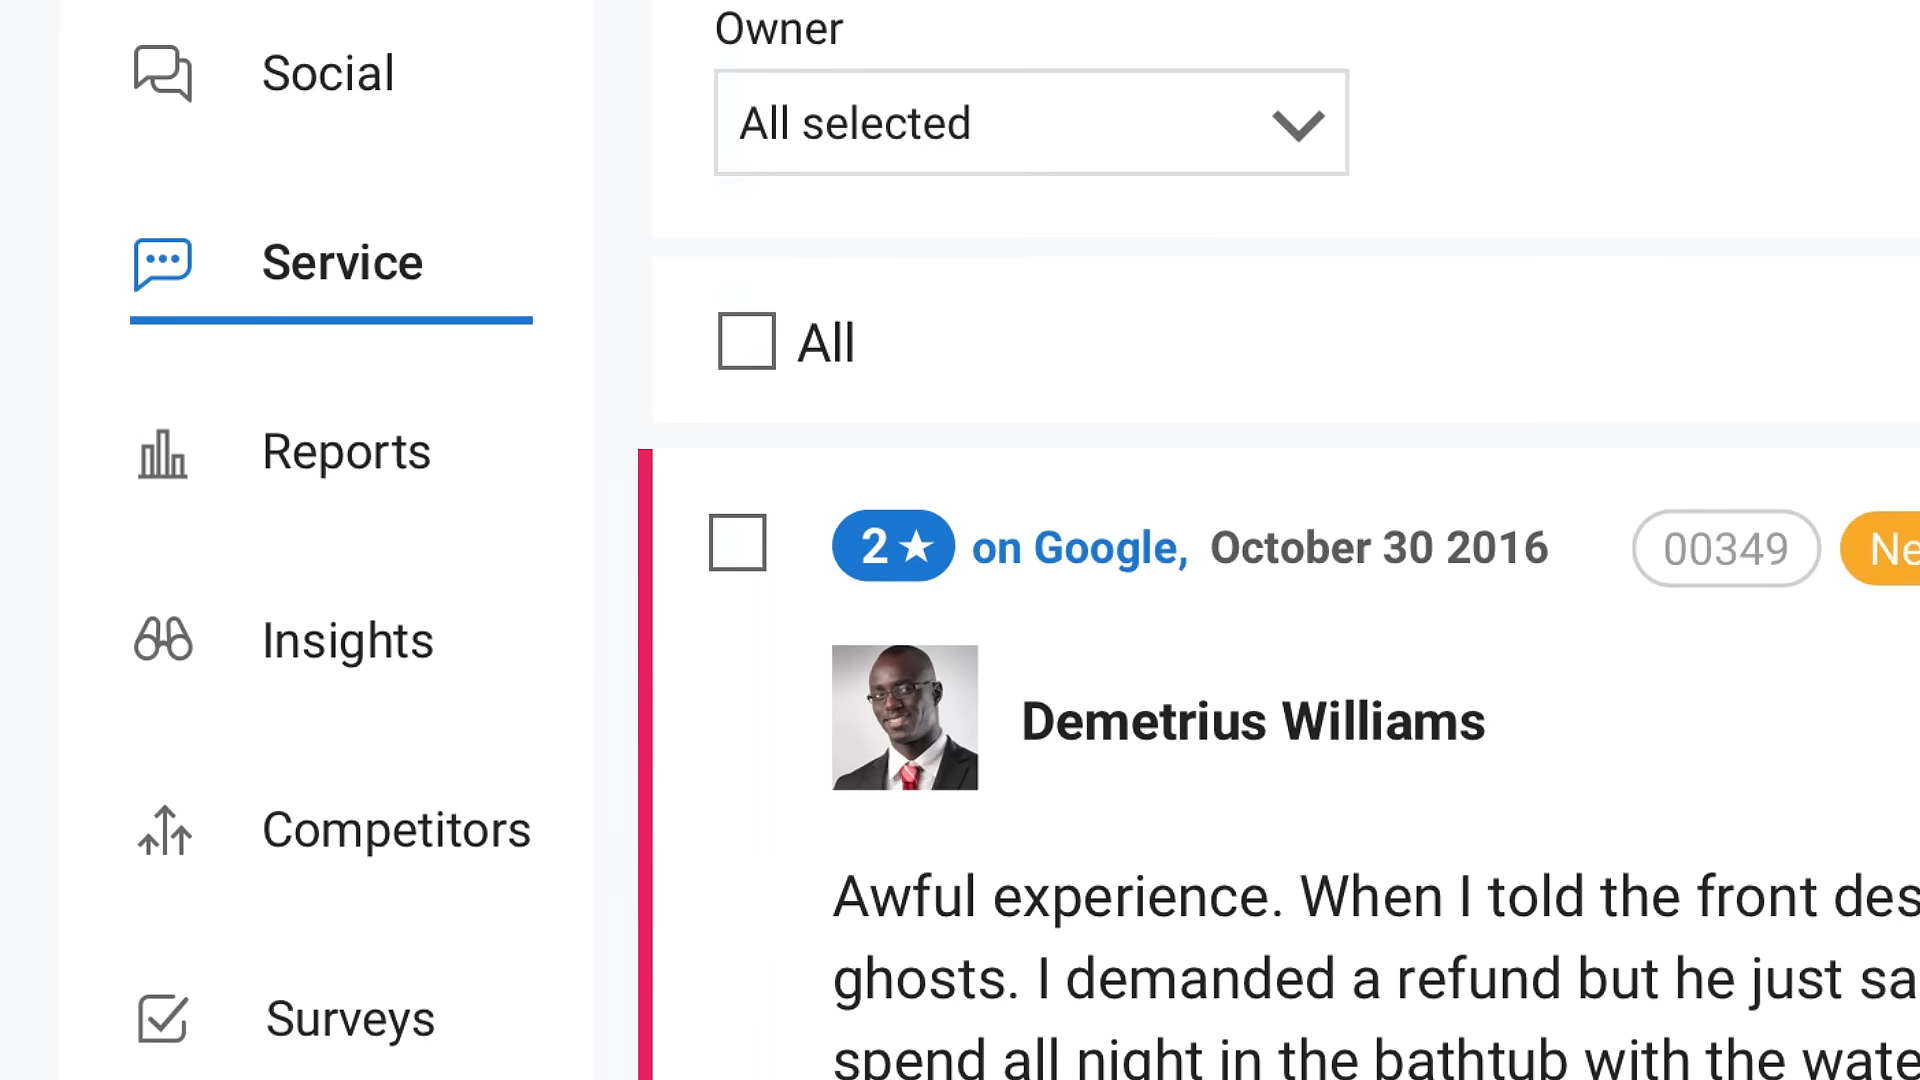 Social
Service
Reports
Insights
Competitors
Surveys
Owner
All selected
All
2★ on Google, October 30 2016 00349 Ne
Demetrius Williams
Awful experience. When I told the front des
ghosts. I demanded a refund but he just sa
spend all night in the bathtub with the wate